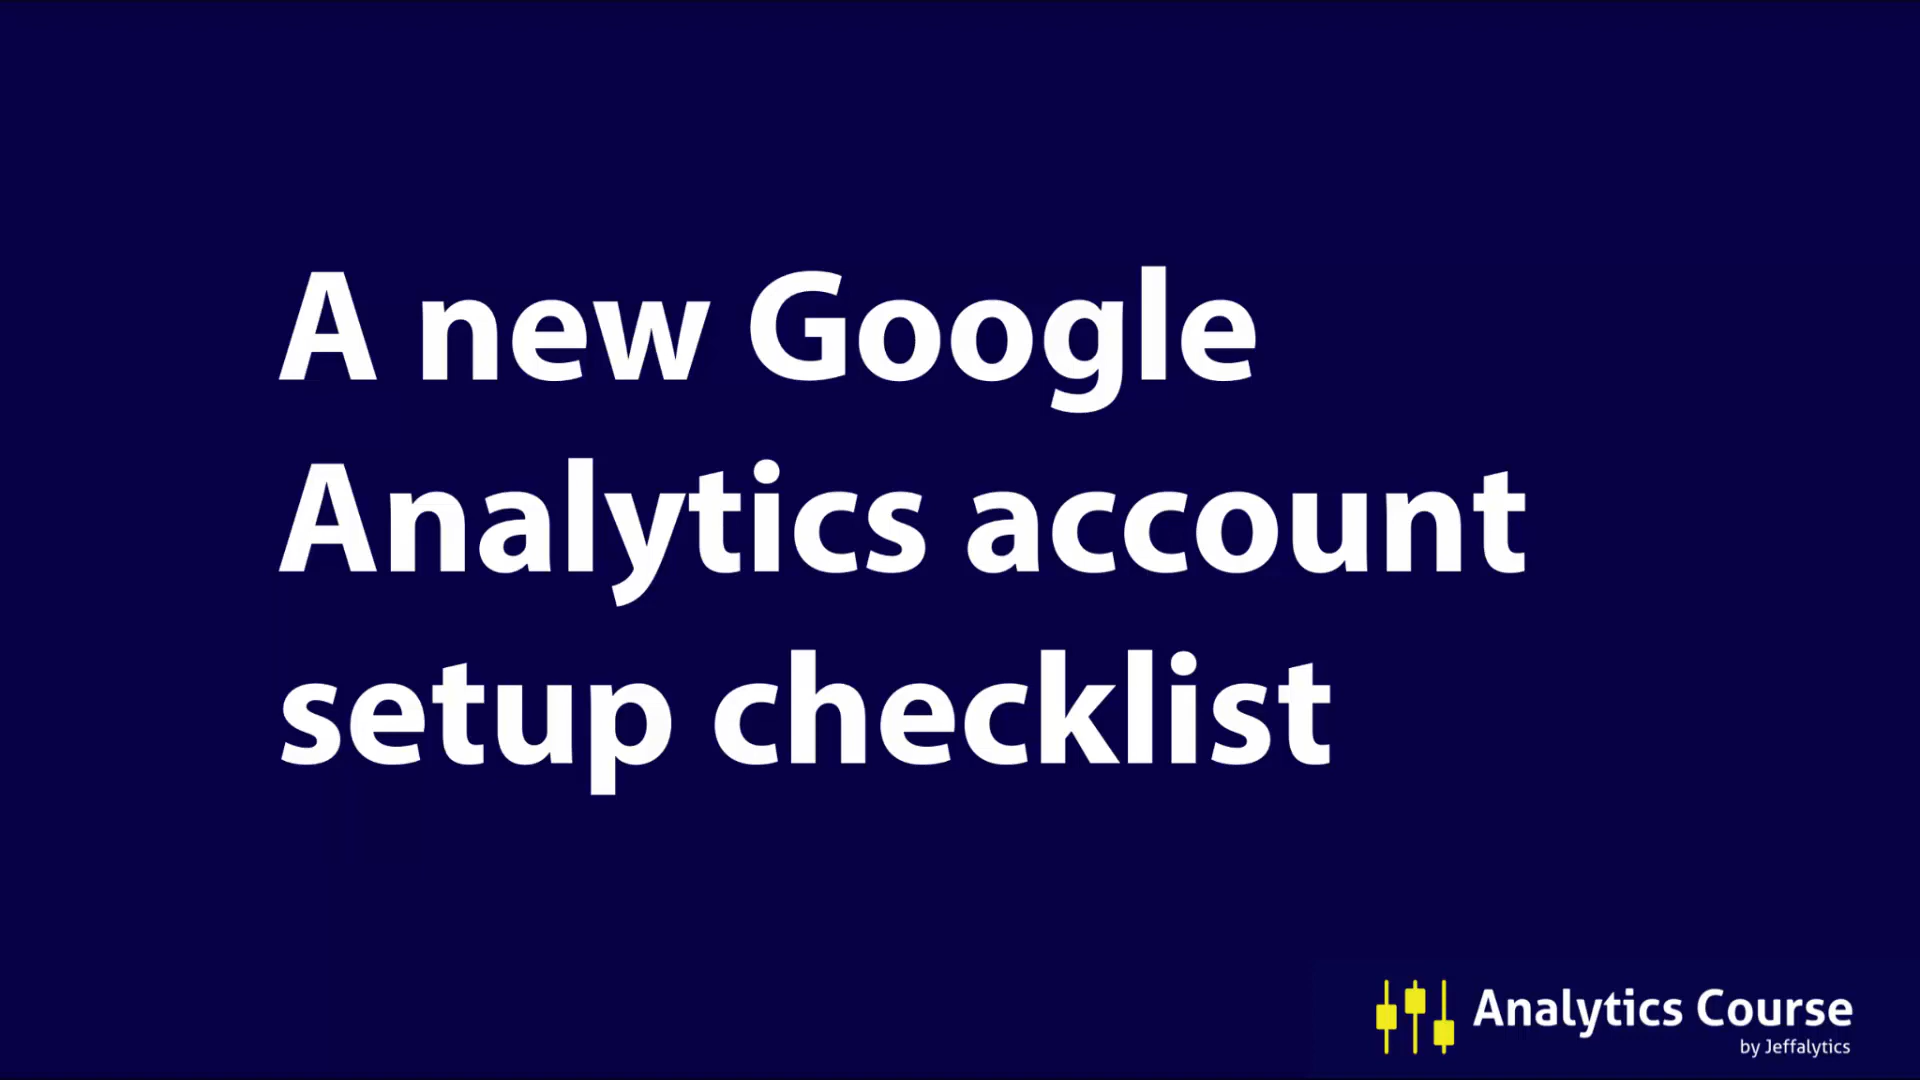 A new Google
Analytics account
setup checklist
Analytics Course
by Jeffalytics